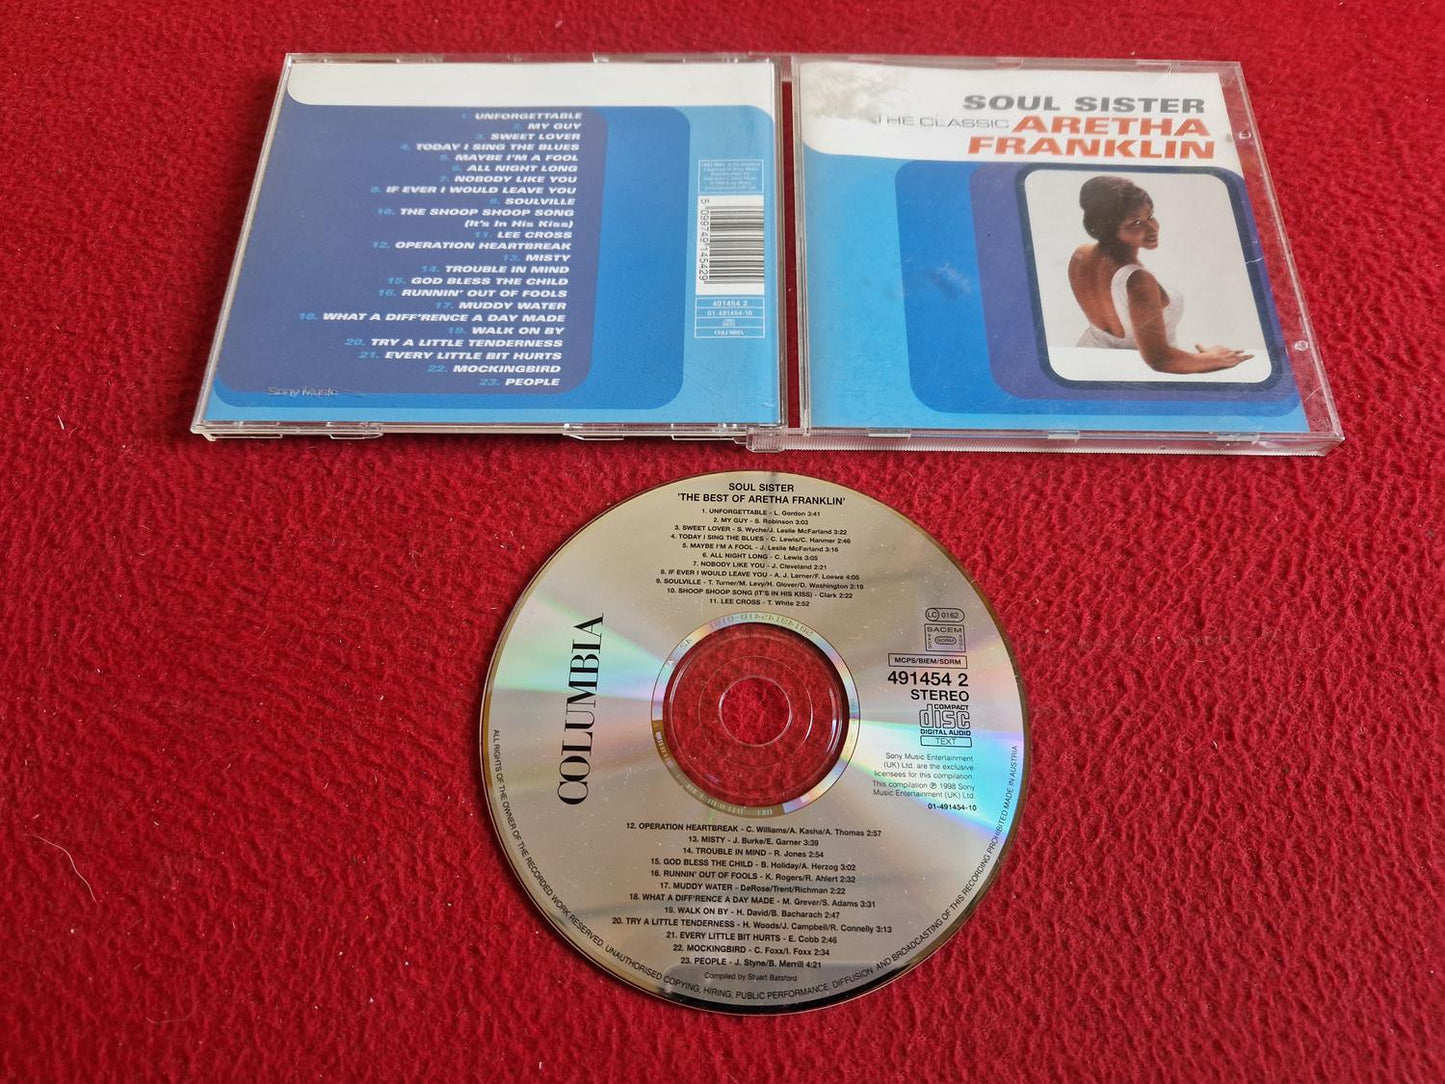 1. UNFORGETTABLE
2. MY GUY
3. SWEET LOVER
4. TODAY I SING THE BLUES
5. MAYBE I'M A FOOL
6. ALL NIGHT LONG
7. NOBODY LIKE YOU
8. IF EVER I WOULD LEAVE YOU
9. SOULVILLE
10. THE SHOOP SHOOP SONG
(It's In His Kiss)
11. LEE CROSS
12. OPERATION HEARTBREAK
13. MISTY
14. TROUBLE IN MIND
15. GOD BLESS THE CHILD
16. RUNNIN' OUT OF FOOLS
17. MUDDY WATER
18. WHAT A DIFF'RENCE A DAY MADE
19. WALK ON BY
20. TRY A LITTLE TENDERNESS
21. EVERY LITTLE BIT HURTS
22. MOCKINGBIRD
23. PEOPLE
Sony Music
5 099749 145429
491454 2
01-491454-10
COLUMBIA
SOUL SISTER
THE CLASSIC ARETHA
FRANKLIN
SOUL SISTER
'THE BEST OF ARETHA FRANKLIN'
1. UNFORGETTABLE - L. Gordon 3:41
2. MY GUY - S. Robinson 3:03
3. SWEET LOVER - S. Wyche/J. Leslie McFarland 3:22
4. TODAY I SING THE BLUES - C. Lewis/C. Hanmer 2:46
5. MAYBE I'M A FOOL - J. Leslie McFarland 3:16
6. ALL NIGHT LONG - C. Lewis 3:05
7. NOBODY LIKE YOU - J. Cleveland 2:21
8. IF EVER I WOULD LEAVE YOU - A. J. Lerner/F. Loewe 4:05
9. SOULVILLE - T. Turner/M. Levy/H. Glover/D. Washington 2:19
10. SHOOP SHOOP SONG (IT'S IN HIS KISS) - Clark 2:22
11. LEE CROSS - T. White 2:52
COLUMBIA
LC 0162
SACEM
SDRM
MCPS/BIEM/SDRM
491454 2
STEREO
COMPACT
disc
DIGITAL AUDIO
TEXT
Sony Music Entertainment
(UK) Ltd. are the exclusive
licensees for this compilation.
This compilation ℗ 1998 Sony
Music Entertainment (UK) Ltd.
01-491454-10
12. OPERATION HEARTBREAK - C. Williams/A. Kasha/A. Thomas 2:57
13. MISTY - J. Burke/E. Garner 3:39
14. TROUBLE IN MIND - R. Jones 2:54
15. GOD BLESS THE CHILD - B. Holiday/A. Herzog 3:02
16. RUNNIN' OUT OF FOOLS - K. Rogers/R. Ahlert 2:32
17. MUDDY WATER - DeRose/Trent/Richman 2:22
18. WHAT A DIFF'RENCE A DAY MADE - M. Grever/S. Adams 3:31
19. WALK ON BY - H. David/B. Bacharach 2:47
20. TRY A LITTLE TENDERNESS - H. Woods/J. Campbell/R. Connelly 3:13
21. EVERY LITTLE BIT HURTS - E. Cobb 2:46
22. MOCKINGBIRD - C. Foxx/I. Foxx 2:34
23. PEOPLE - J. Styne/B. Merrill 4:21
Compiled by Stuart Batsford
ALL RIGHTS OF THE OWNER OF THE RECORDED WORK RESERVED. UNAUTHORISED COPYING, HIRING, PUBLIC PERFORMANCE, DIFFUSION AND BROADCASTING OF THIS RECORDING PROHIBITED. MADE IN AUSTRIA